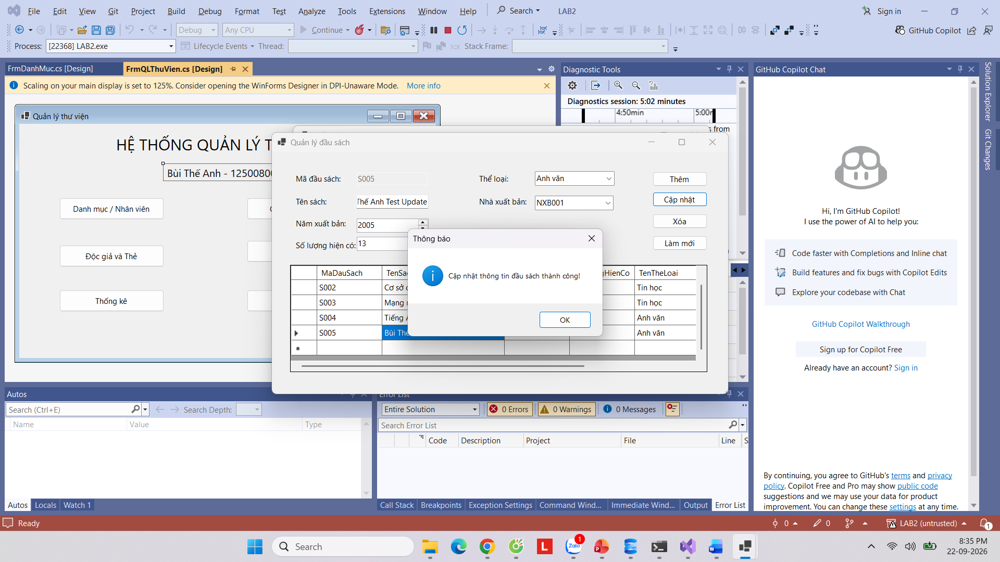 File Edit View Git Project Build Debug Format Test Analyze Tools Extensions Window Help Search LAB2 Sign in
Debug Any CPU Continue GitHub Copilot
Process: [22368] LAB2.exe Lifecycle Events Thread: Stack Frame:
FrmDanhMuc.cs [Design] FrmQLThuVien.cs [Design]
Scaling on your main display is set to 125%. Consider opening the WinForms Designer in DPI-Unaware Mode. More info
Quản lý thư viện
HỆ THỐNG QUẢN LÝ T
Bùi Thế Anh - 12500800
Danh mục / Nhân viên
Độc giả và Thẻ
Thống kê
Diagnostic Tools
Diagnostics session: 5:02 minutes
4:50min 5:00
s from
Quản lý đầu sách
Mã đầu sách: S005 Thể loại: Anh văn Thêm
Tên sách: Thế Anh Test Update Nhà xuất bản: NXB001 Cập nhật
Năm xuất bản: 2005 Xóa
Số lượng hiện có: 13 Làm mới
MaDauSach TenSac gHienCo TenTheLoai
S002 Cơ sở Tin học
S003 Mạng Tin học
S004 Tiếng Anh văn
S005 Bùi Thế Anh văn
Thông báo
Cập nhật thông tin đầu sách thành công!
OK
GitHub Copilot Chat
Hi, I'm GitHub Copilot!
I use the power of AI to help you:
Code faster with Completions and Inline chat
Build features and fix bugs with Copilot Edits
Explore your codebase with Chat
GitHub Copilot Walkthrough
Sign up for Copilot Free
Already have an account? Sign in
By continuing, you agree to GitHub's terms and privacy
policy. Copilot Free and Pro may show public code
suggestions and we may use your data for product
improvement. You can change these settings at any time.
Solution Explorer
Git Changes
Autos
Search (Ctrl+E) Search Depth:
Name Value Type
Autos Locals Watch 1
Error List
Entire Solution 0 Errors 0 Warnings 0 Messages
Search Error List
Code Description Project File Line S
Call Stack Breakpoints Exception Settings Command Wind... Immediate Wind... Output Error List
Ready 0 0 LAB2 (untrusted) 1
Search L Zalo 1 P W
8:35 PM
22-09-2026